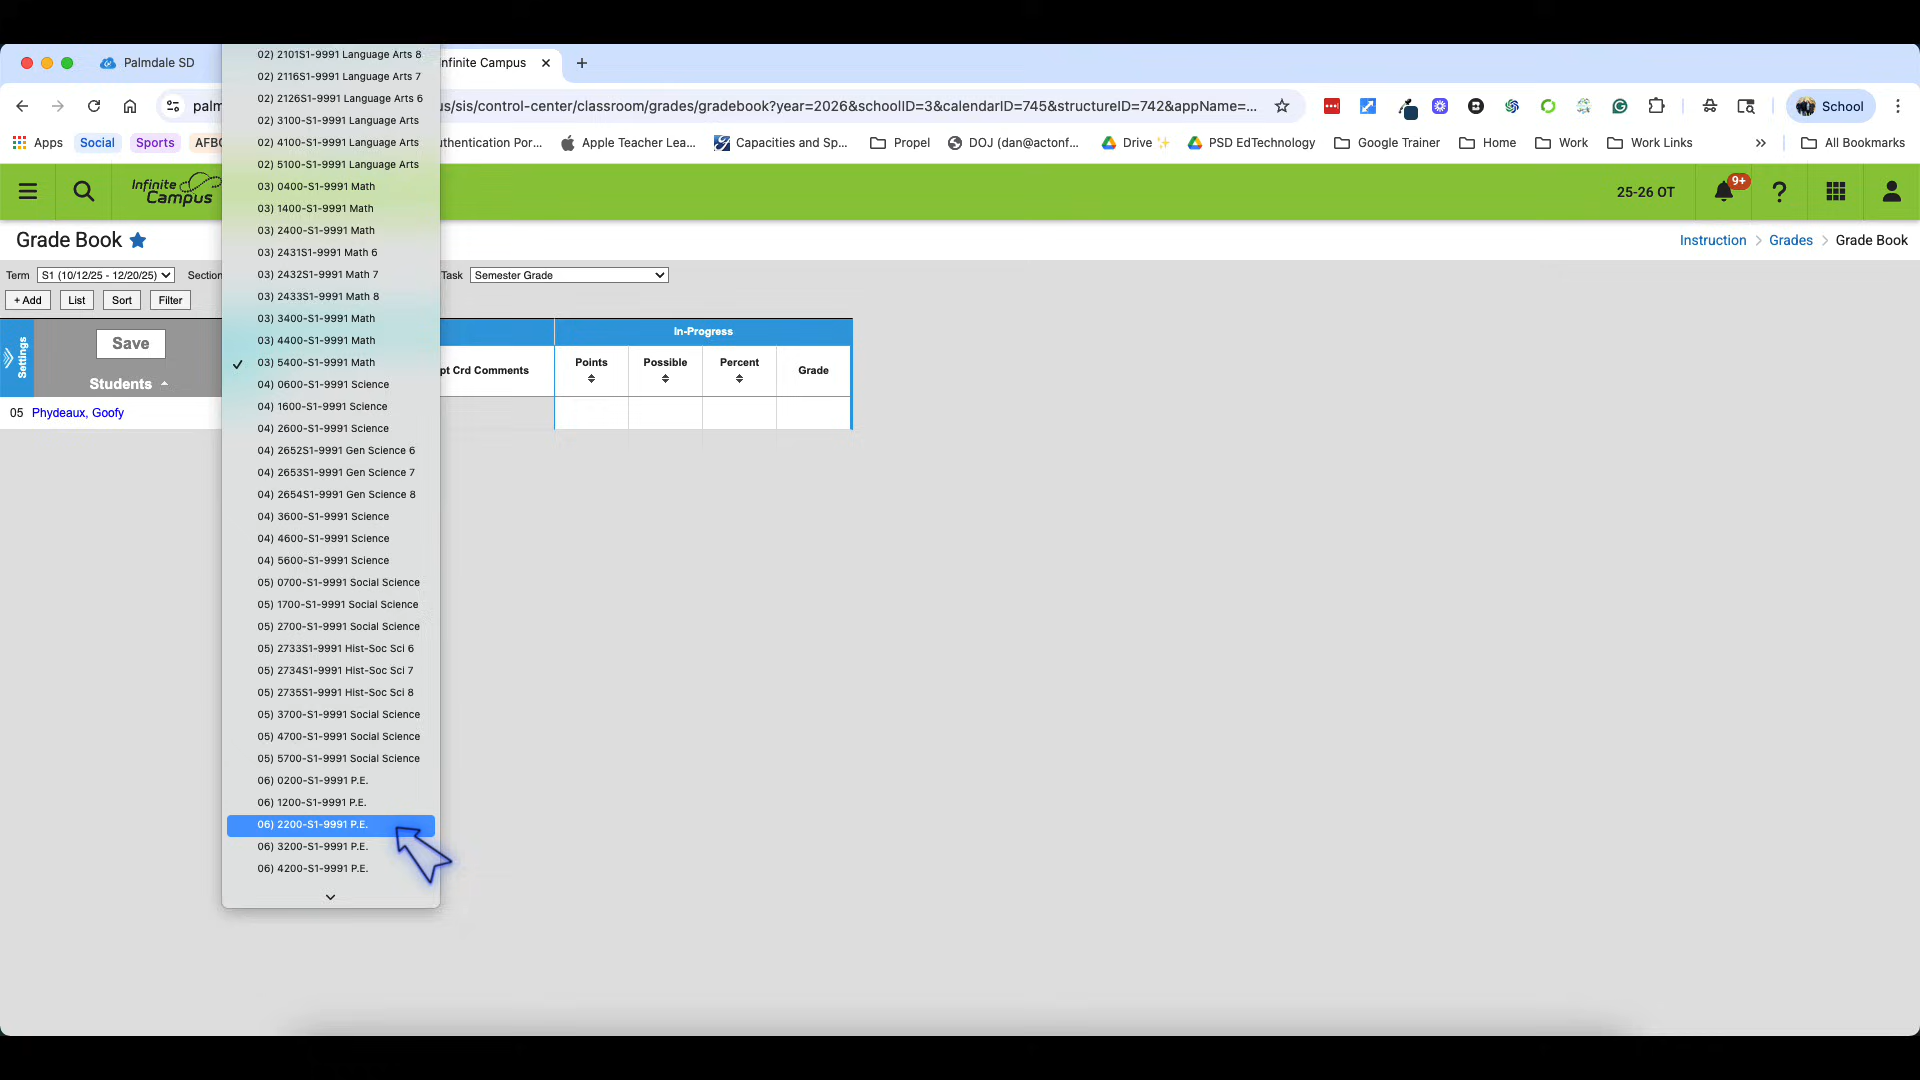 Palmdale SD
nfinite Campus
palm
us/sis/control-center/classroom/grades/gradebook?year=2026&schoolID=3&calendarID=745&structureID=742&appName=...
School
Apps
Social
Sports
AFBC
uthentication Por...
Apple Teacher Lea...
Capacities and Sp...
Propel
DOJ (dan@actonf...
Drive ✨
PSD EdTechnology
Google Trainer
Home
Work
Work Links
All Bookmarks
Infinite
Campus
25-26 OT
9+
Grade Book
Instruction > Grades > Grade Book
Term S1 (10/12/25 - 12/20/25) Section
Task Semester Grade
+ Add
List
Sort
Filter
Settings
Save
Students
pt Crd Comments
In-Progress
Points
Possible
Percent
Grade
05 Phydeaux, Goofy
02) 2101S1-9991 Language Arts 8
02) 2116S1-9991 Language Arts 7
02) 2126S1-9991 Language Arts 6
02) 3100-S1-9991 Language Arts
02) 4100-S1-9991 Language Arts
02) 5100-S1-9991 Language Arts
03) 0400-S1-9991 Math
03) 1400-S1-9991 Math
03) 2400-S1-9991 Math
03) 2431S1-9991 Math 6
03) 2432S1-9991 Math 7
03) 2433S1-9991 Math 8
03) 3400-S1-9991 Math
03) 4400-S1-9991 Math
✓ 03) 5400-S1-9991 Math
04) 0600-S1-9991 Science
04) 1600-S1-9991 Science
04) 2600-S1-9991 Science
04) 2652S1-9991 Gen Science 6
04) 2653S1-9991 Gen Science 7
04) 2654S1-9991 Gen Science 8
04) 3600-S1-9991 Science
04) 4600-S1-9991 Science
04) 5600-S1-9991 Science
05) 0700-S1-9991 Social Science
05) 1700-S1-9991 Social Science
05) 2700-S1-9991 Social Science
05) 2733S1-9991 Hist-Soc Sci 6
05) 2734S1-9991 Hist-Soc Sci 7
05) 2735S1-9991 Hist-Soc Sci 8
05) 3700-S1-9991 Social Science
05) 4700-S1-9991 Social Science
05) 5700-S1-9991 Social Science
06) 0200-S1-9991 P.E.
06) 1200-S1-9991 P.E.
06) 2200-S1-9991 P.E.
06) 3200-S1-9991 P.E.
06) 4200-S1-9991 P.E.